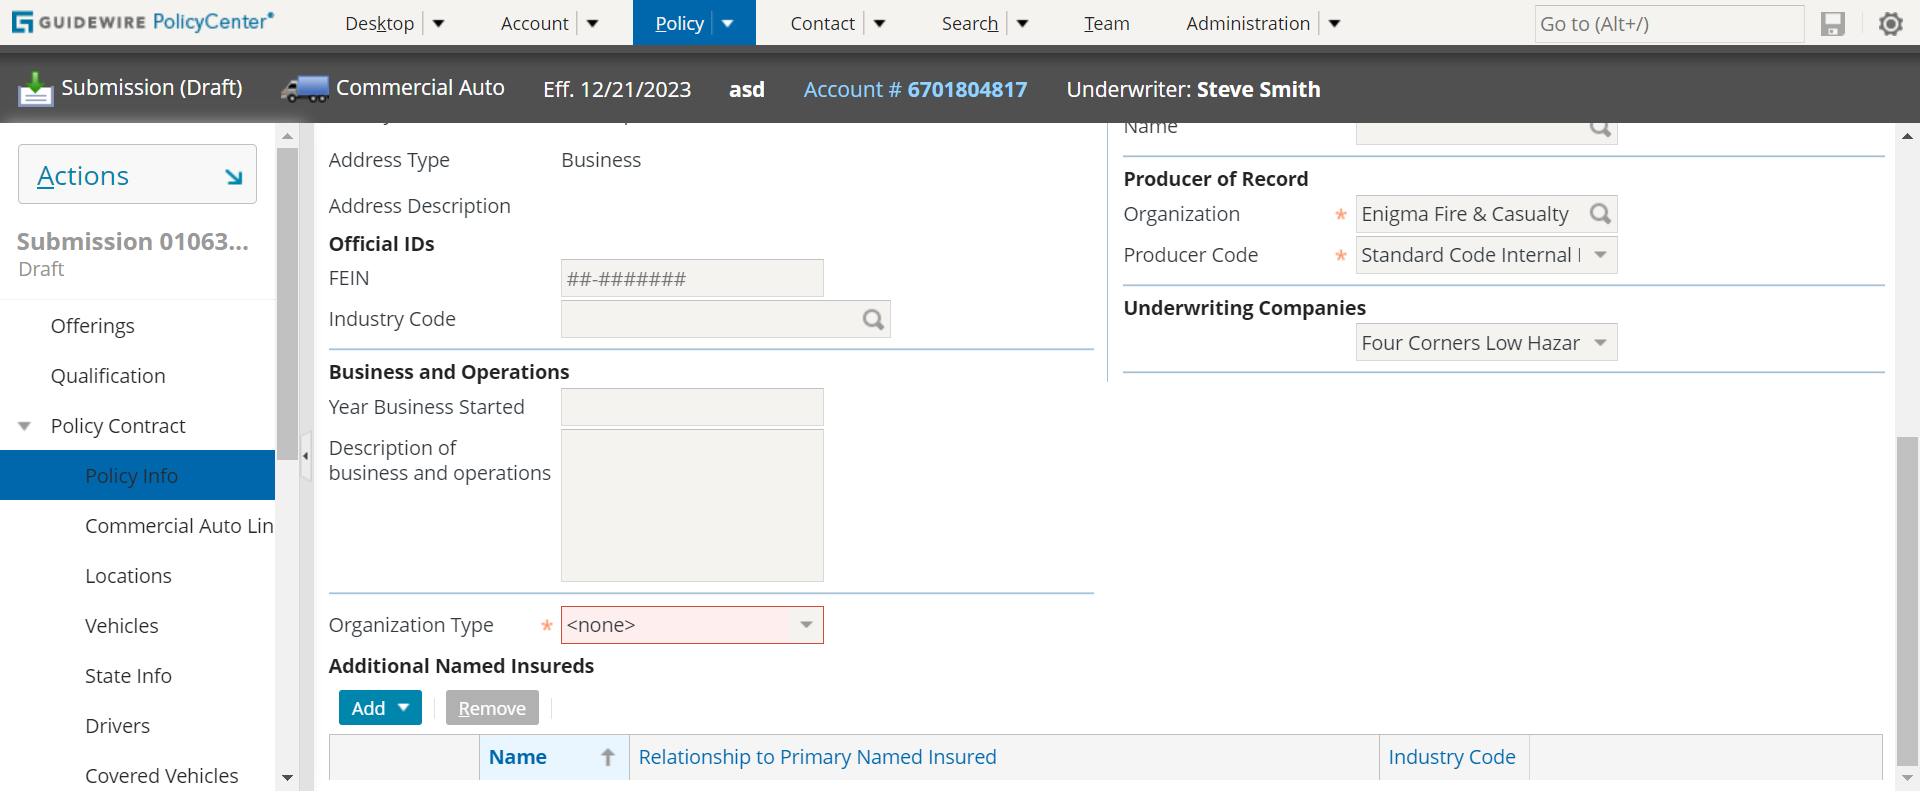 GUIDEWIRE PolicyCenter®
Desktop
Account
Policy
Contact
Search
Team
Administration
Go to (Alt+/)
Submission (Draft)
Commercial Auto
Eff. 12/21/2023
asd
Account # 6701804817
Underwriter: Steve Smith
Actions
Submission 01063...
Draft
Offerings
Qualification
Policy Contract
Policy Info
Commercial Auto Lin
Locations
Vehicles
State Info
Drivers
Covered Vehicles
Address Type
Business
Address Description
Official IDs
FEIN
##-#######
Industry Code
Business and Operations
Year Business Started
Description of
business and operations
Organization Type
*
<none>
Additional Named Insureds
Add
Remove
Name
Relationship to Primary Named Insured
Industry Code
Name
Producer of Record
Organization
*
Enigma Fire & Casualty
Producer Code
*
Standard Code Internal
Underwriting Companies
Four Corners Low Hazar